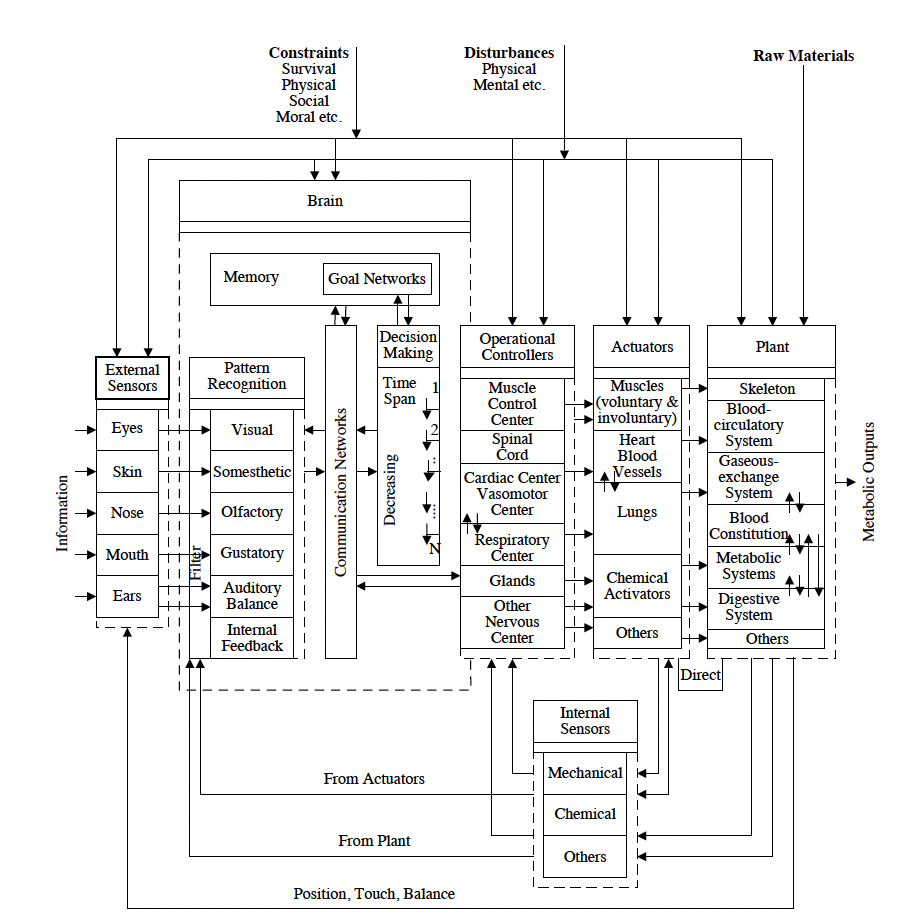 Constraints
Survival
Physical
Social
Moral etc.
Disturbances
Physical
Mental etc.
Raw Materials
Brain
Memory
Goal Networks
External
Sensors
Eyes
Skin
Nose
Mouth
Ears
Information
Pattern
Recognition
Filter
Visual
Somesthetic
Olfactory
Gustatory
Auditory
Balance
Internal
Feedback
Communication Networks
Decision
Making
Time
Span
Decreasing
1
2
:
:
N
Operational
Controllers
Muscle
Control
Center
Spinal
Cord
Cardiac Center
Vasomotor
Center
Respiratory
Center
Glands
Other
Nervous
Center
Actuators
Muscles
(voluntary &
involuntary)
Heart
Blood
Vessels
Lungs
Chemical
Activators
Others
Plant
Skeleton
Blood-
circulatory
System
Gaseous-
exchange
System
Blood
Constitution
Metabolic
Systems
Digestive
System
Others
Metabolic Outputs
Direct
Internal
Sensors
Mechanical
Chemical
Others
From Actuators
From Plant
Position, Touch, Balance